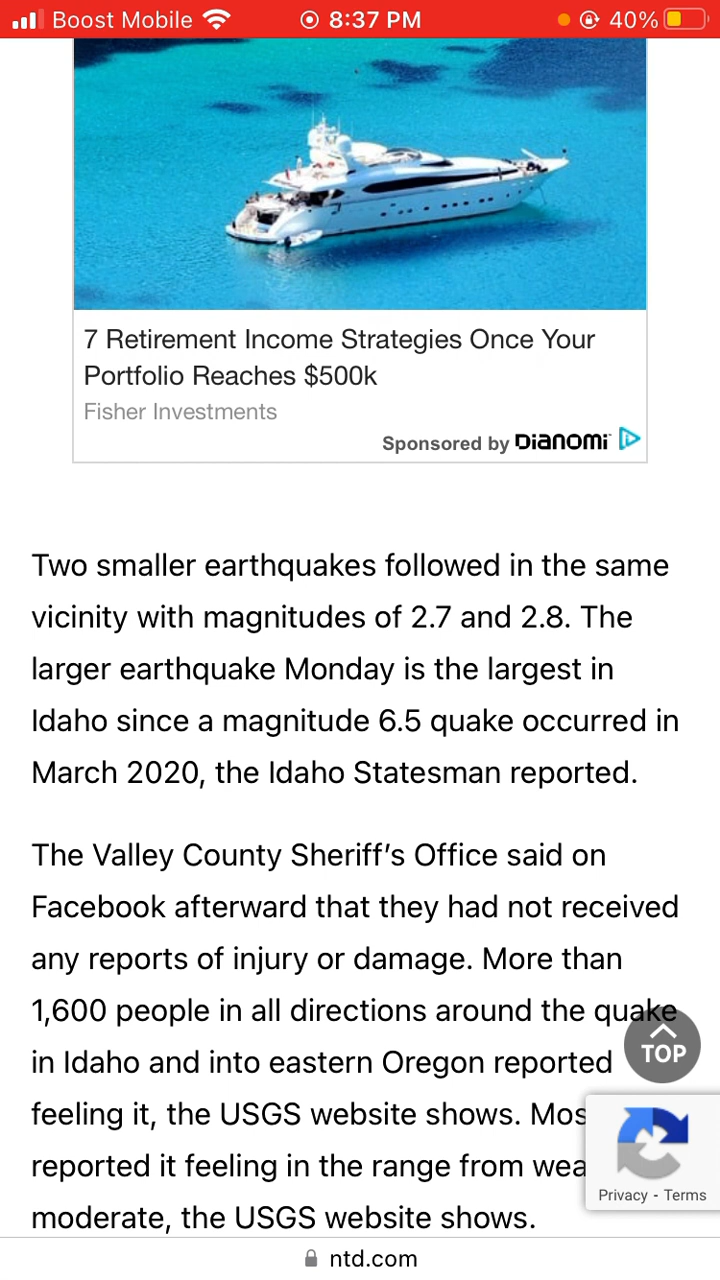 Boost Mobile 8:37 PM 40%
7 Retirement Income Strategies Once Your
Portfolio Reaches $500k
Fisher Investments
Sponsored by Dianomi
Two smaller earthquakes followed in the same
vicinity with magnitudes of 2.7 and 2.8. The
larger earthquake Monday is the largest in
Idaho since a magnitude 6.5 quake occurred in
March 2020, the Idaho Statesman reported.
The Valley County Sheriff's Office said on
Facebook afterward that they had not received
any reports of injury or damage. More than
1,600 people in all directions around the quake
in Idaho and into eastern Oregon reported
TOP
feeling it, the USGS website shows. Mos
reported it feeling in the range from wea
Privacy - Terms
moderate, the USGS website shows.
ntd.com